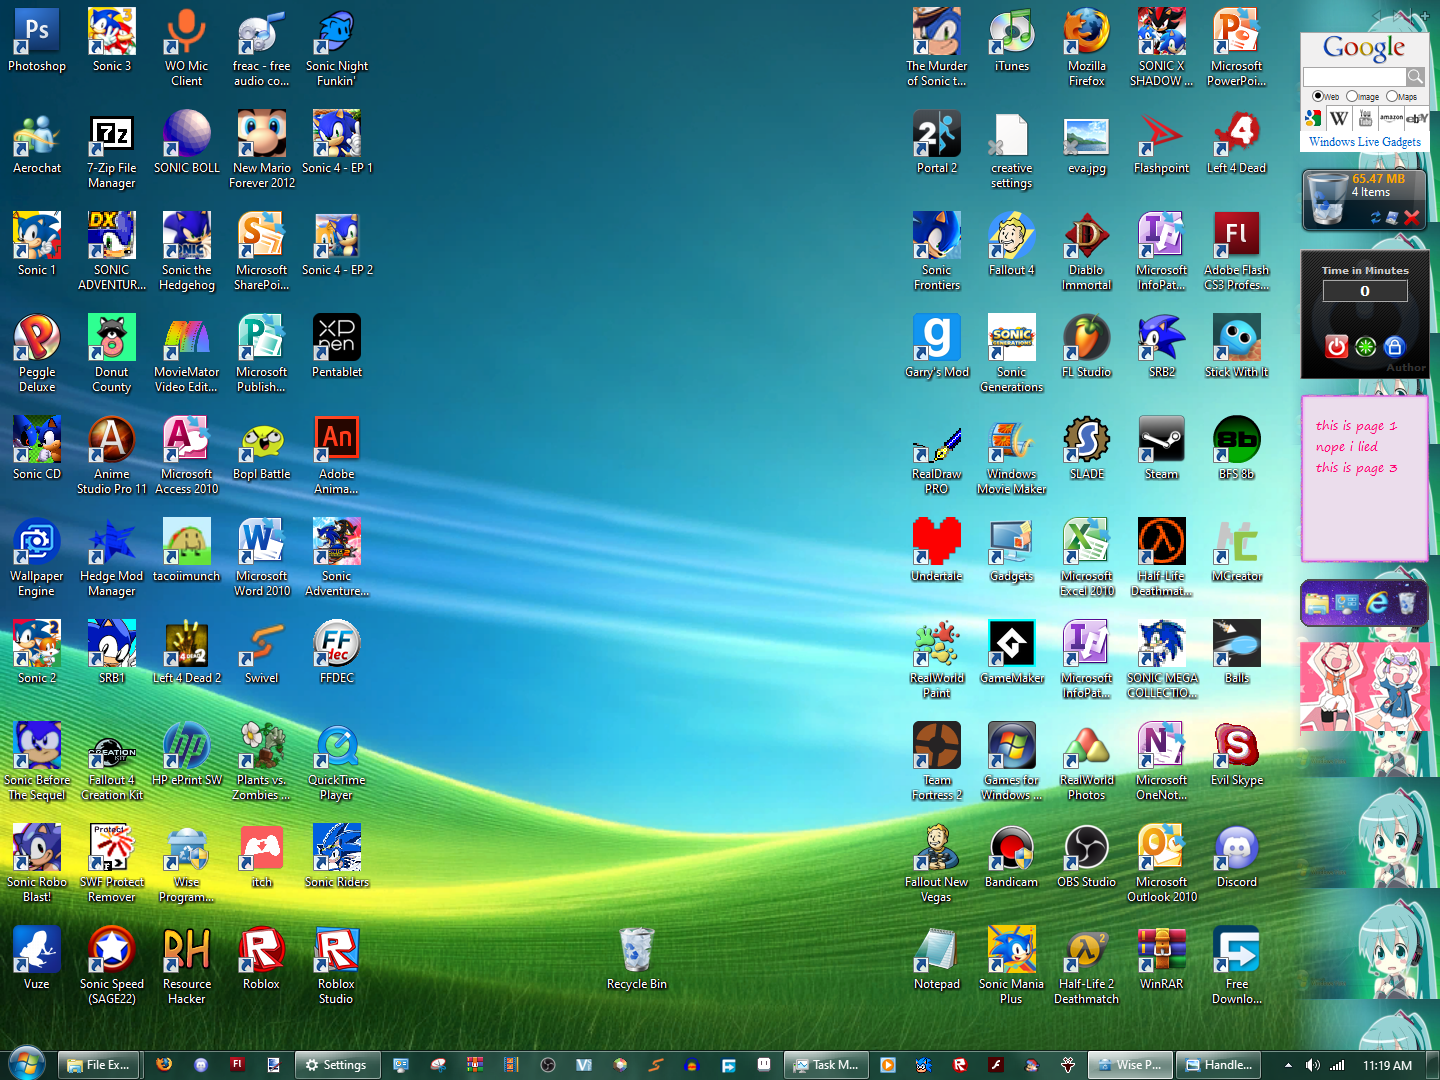 Photoshop
Sonic 3
WO Mic
Client
freac - free
audio co...
Sonic Night
Funkin'
Aerochat
7-Zip File
Manager
SONIC BOLL
New Mario
Forever 2012
Sonic 4 - EP 1
Sonic 1
SONIC
ADVENTUR...
Sonic the
Hedgehog
Microsoft
SharePoi...
Sonic 4 - EP 2
Peggle
Deluxe
Donut
County
MovieMator
Video Edit...
Microsoft
Publish...
Pentablet
Sonic CD
Anime
Studio Pro 11
Microsoft
Access 2010
Bopl Battle
Adobe
Anima...
Wallpaper
Engine
Hedge Mod
Manager
tacoiimunch
Microsoft
Word 2010
Sonic
Adventure...
Sonic 2
SRB1
Left 4 Dead 2
Swivel
FFDEC
Sonic Before
The Sequel
Fallout 4
Creation Kit
HP ePrint SW
Plants vs.
Zombies ...
QuickTime
Player
Sonic Robo
Blast!
SWF Protect
Remover
Wise
Program...
itch
Sonic Riders
Vuze
Sonic Speed
(SAGE22)
Resource
Hacker
Roblox
Roblox
Studio
Recycle Bin
The Murder
of Sonic t...
iTunes
Mozilla
Firefox
SONIC X
SHADOW ...
Microsoft
PowerPoi...
Portal 2
creative
settings
eva.jpg
Flashpoint
Left 4 Dead
Sonic
Frontiers
Fallout 4
Diablo
Immortal
Microsoft
InfoPat...
Adobe Flash
CS3 Profes...
Garry's Mod
Sonic
Generations
FL Studio
SRB2
Stick With It
RealDraw
PRO
Windows
Movie Maker
SLADE
Steam
BFS 8b
Undertale
Gadgets
Microsoft
Excel 2010
Half-Life
Deathmat...
MCreator
RealWorld
Paint
GameMaker
Microsoft
InfoPat...
SONIC MEGA
COLLECTIO...
Balls
Team
Fortress 2
Games for
Windows ...
RealWorld
Photos
Microsoft
OneNot...
Evil Skype
Fallout New
Vegas
Bandicam
OBS Studio
Microsoft
Outlook 2010
Discord
Notepad
Sonic Mania
Plus
Half-Life 2
Deathmatch
WinRAR
Free
Downlo...
Google
Web Image Maps
W You Tube amazon ebY
Windows Live Gadgets
65.47 MB
4 Items
Time in Minutes
0
Author
this is page 1
nope i lied
this is page 3
File Ex...
Settings
Task M...
Wise P...
Handle...
11:19 AM